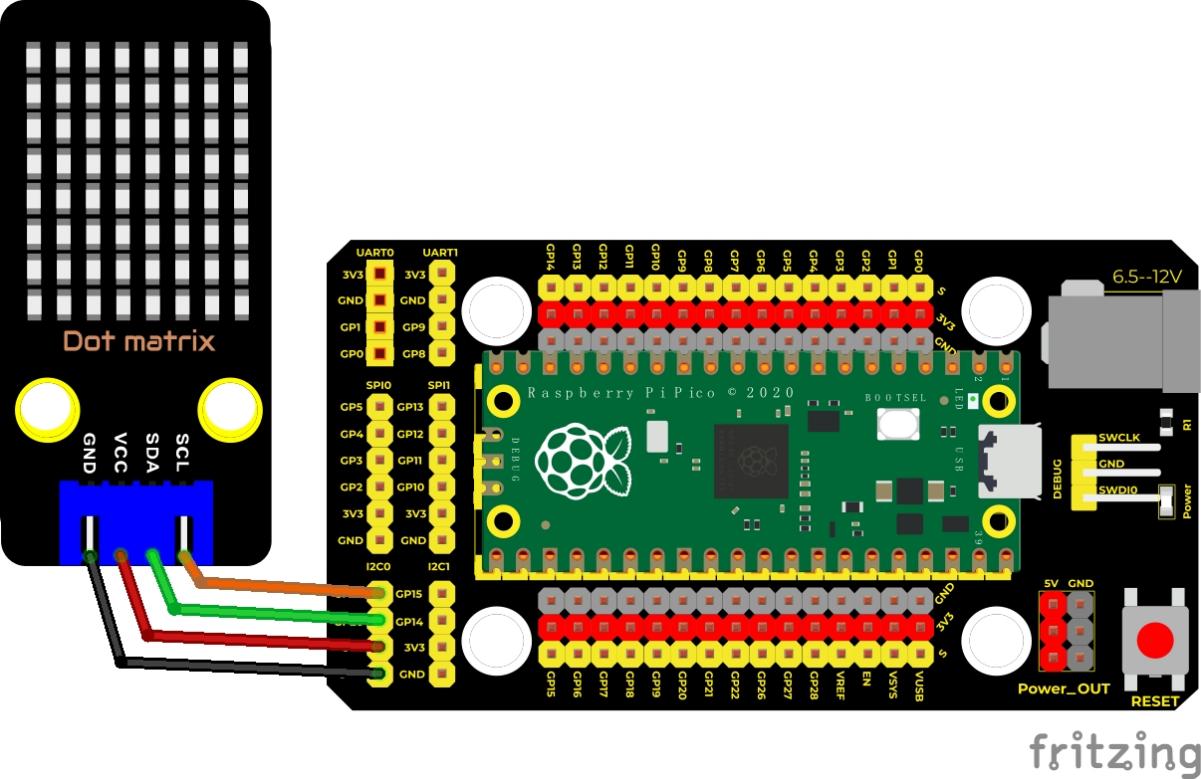 Dot matrix
GND
VCC
SDA
SCL
UART0
3V3
GND
GP1
GP0
UART1
3V3
GND
GP9
GP8
SPI0
GP5
GP4
GP3
GP2
3V3
GND
SPI1
GP13
GP12
GP11
GP10
3V3
GND
I2C0
I2C1
GP15
GP14
3V3
GND
GP14
GP13
GP12
GP11
GP10
GP9
GP8
GP7
GP6
GP5
GP4
GP3
GP2
GP1
GP0
S
3V3
GND
6.5--12V
Raspberry Pi Pico © 2020
BOOTSEL
LED
2
1
DEBUG
USB
39
DEBUG
SWCLK
GND
SWDI0
R1
Power
GND
3V3
S
GP15
GP16
GP17
GP18
GP19
GP20
GP21
GP22
GP26
GP27
GP28
VREF
EN
VSYS
VUSB
5V GND
Power_OUT
RESET
fritzing